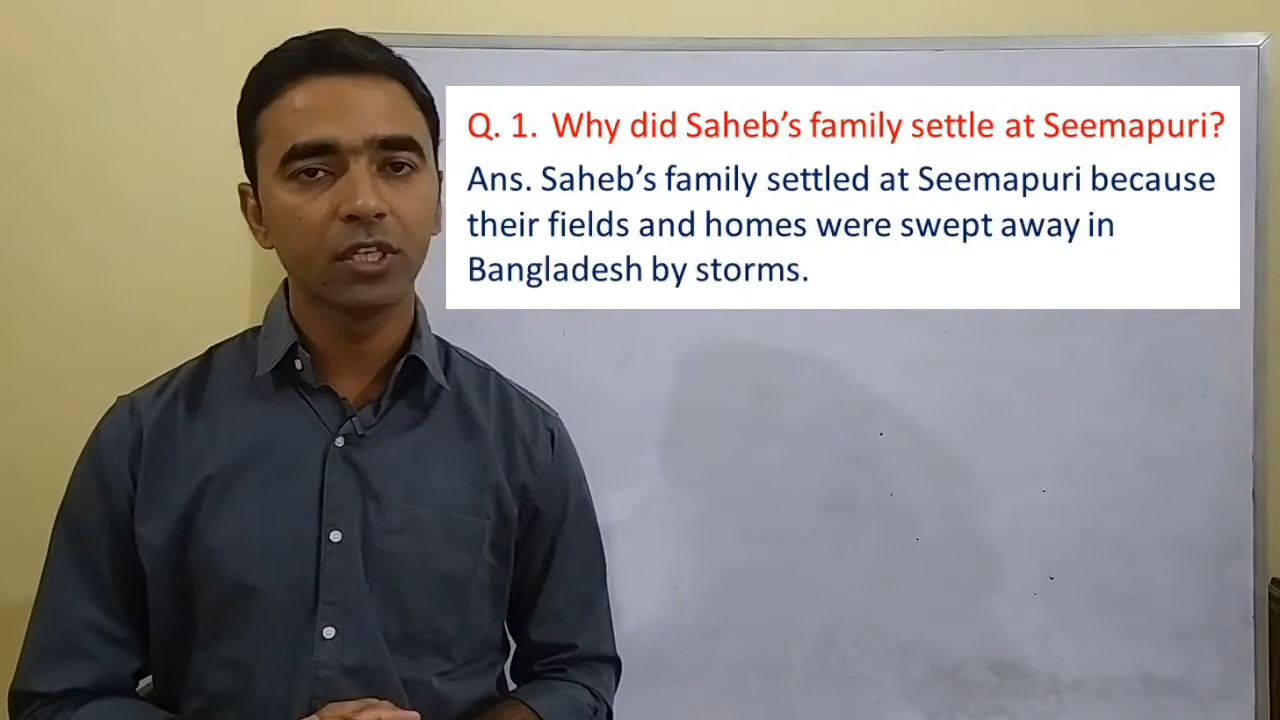 Q. 1. Why did Saheb’s family settle at Seemapuri?
Ans. Saheb’s family settled at Seemapuri because
their fields and homes were swept away in
Bangladesh by storms.